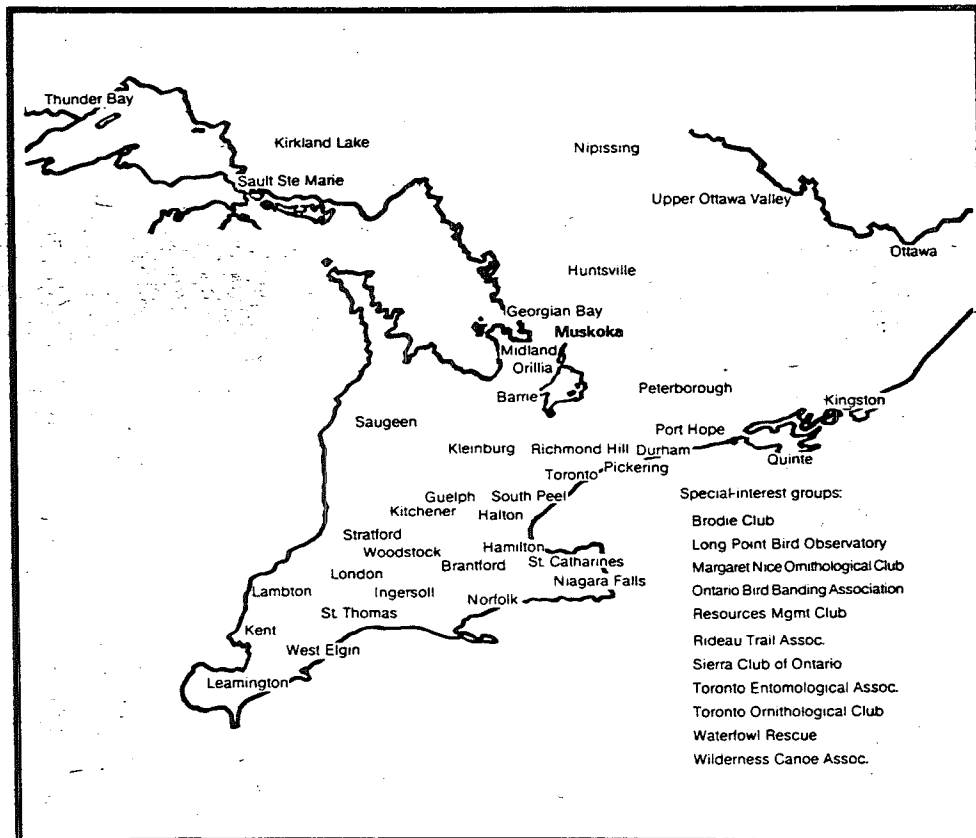 Thunder Bay
Kirkland Lake
Nipissing
Sault Ste Marie
Upper Ottawa Valley
Ottawa
Huntsville
Georgian Bay
Muskoka
Midland
Orillia
Barrie
Peterborough
Kingston
Saugeen
Port Hope
Kleinburg
Richmond Hill
Durham
Quinte
Pickering
Toronto
Guelph
South Peel
Kitchener
Halton
Stratford
Woodstock
Hamilton
Brantford
St. Catharines
London
Niagara Falls
Lambton
Ingersoll
Norfolk
St. Thomas
Kent
West Elgin
Leamington
Special-interest groups:
Brodie Club
Long Point Bird Observatory
Margaret Nice Ornithological Club
Ontario Bird Banding Association
Resources Mgmt Club
Rideau Trail Assoc.
Sierra Club of Ontario
Toronto Entomological Assoc.
Toronto Ornithological Club
Waterfowl Rescue
Wilderness Canoe Assoc.